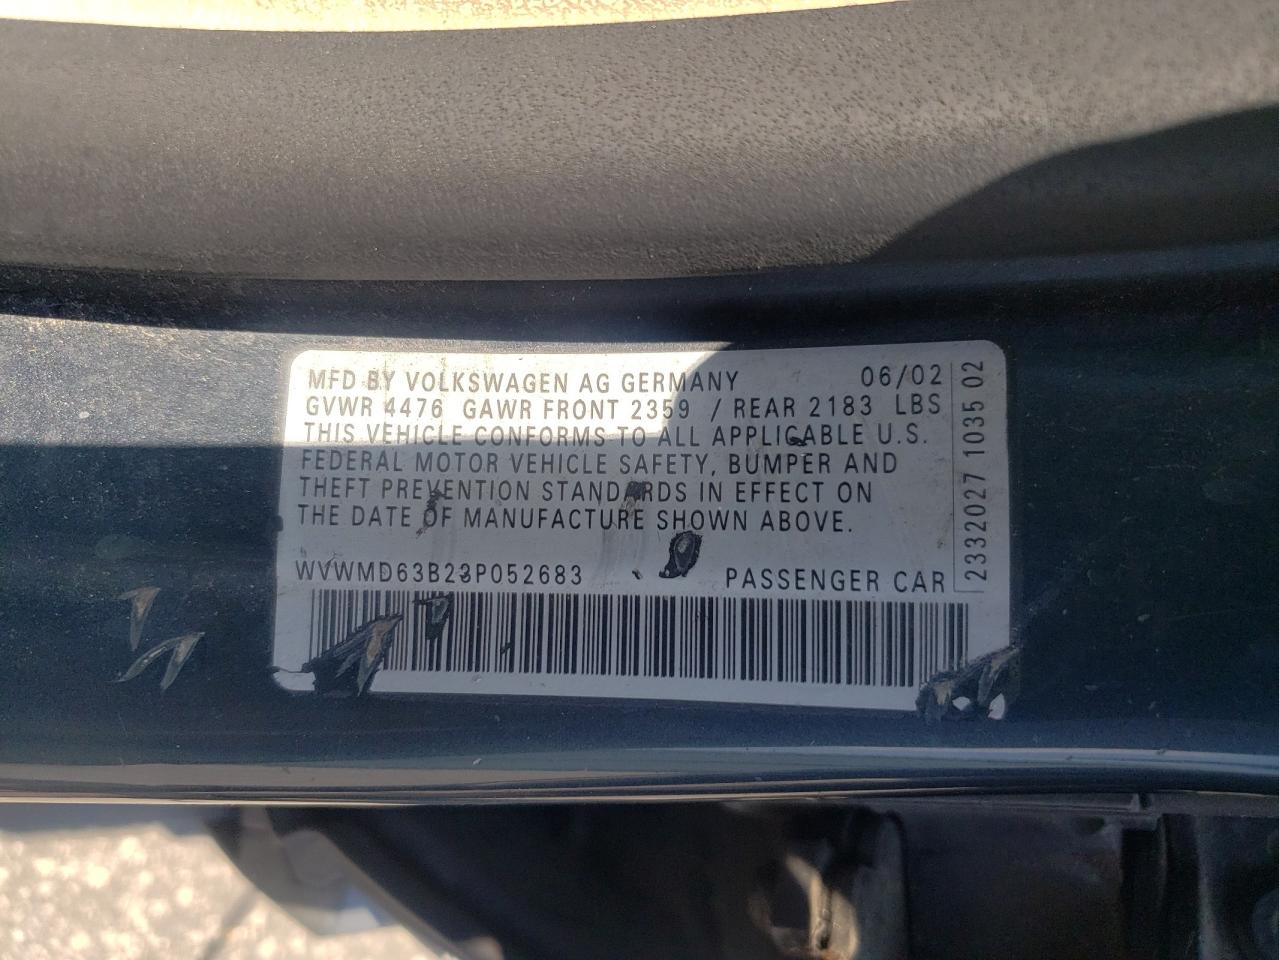 MFD BY VOLKSWAGEN AG GERMANY 06/02
GVWR 4476 GAWR FRONT 2359 / REAR 2183 LBS
THIS VEHICLE CONFORMS TO ALL APPLICABLE U.S.
FEDERAL MOTOR VEHICLE SAFETY, BUMPER AND
THEFT PREVENTION STANDARDS IN EFFECT ON
THE DATE OF MANUFACTURE SHOWN ABOVE.
WVWMD63B23P052683 PASSENGER CAR
2332027 1035 02